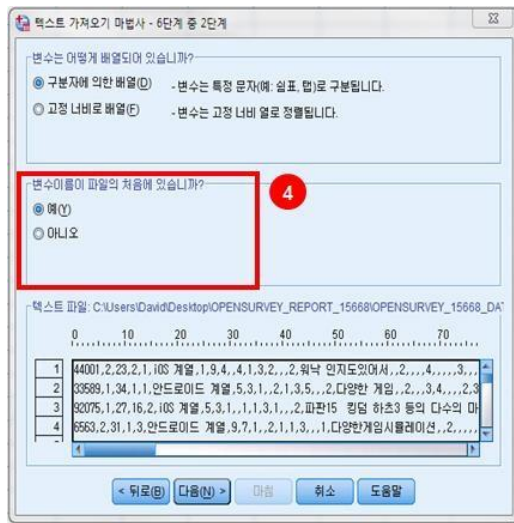 텍스트 가져오기 마법사 - 6단계 중 2단계
변수는 어떻게 배열되어 있습니까?
구분자에 의한 배열(D) - 변수는 특정 문자(예: 쉼표, 탭)로 구분됩니다.
고정 너비로 배열(F) - 변수는 고정 너비 열로 정렬됩니다.
변수이름이 파일의 처음에 있습니까?
4
예(Y)
아니오
텍스트 파일: C:\Users\David\Desktop\OPENSURVEY_REPORT_15668\OPENSURVEY_15668_DAT
0 10 20 30 40 50 60 70
1 44001,2,23,2,1,iOS 계열,1,9,4,,4,1,3,2,,,2,워낙 인지도있어서,,2,,,,4,,,,,3,,
2 33589,1,34,1,1,안드로이드 계열,5,3,1,,2,1,3,5,,,2,다양한 게임,,2,,,3,4,,,,2,3
3 92075,1,27,16,2,iOS 계열,5,3,1,,1,1,3,1,,,2,파판15 킹덤 하츠3 등의 다수의 마
4 6563,2,31,1,3,안드로이드 계열,9,7,1,,2,1,1,3,,,1,다양한게임시뮬레이션,,2,,,,,
< 뒤로(B) 다음(N) > 마침 취소 도움말